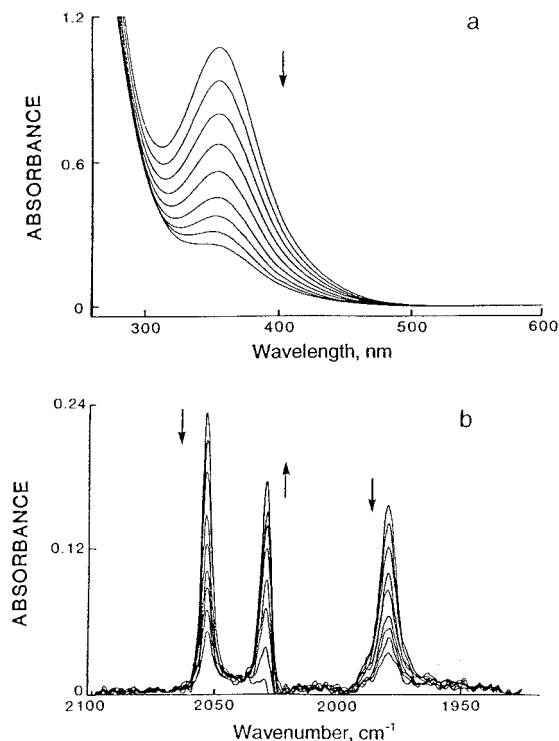 a
1.2
0.6
0
ABSORBANCE
300 400 500 600
Wavelength, nm
b
0.24
0.12
0
ABSORBANCE
2100 2050 2000 1950
Wavenumber, cm⁻¹